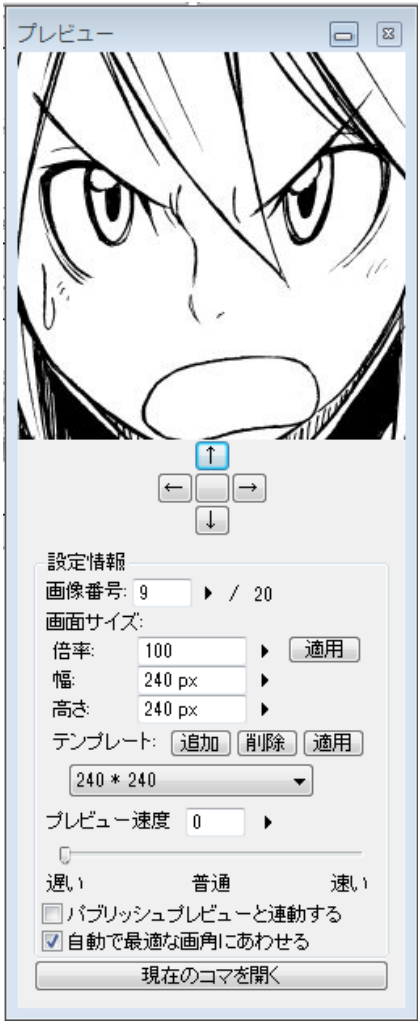 プレビュー
↑
← →
↓
設定情報
画像番号: 9 / 20
画面サイズ:
倍率: 100 適用
幅: 240 px
高さ: 240 px
テンプレート: 追加 削除 適用
240 * 240
プレビュー速度 0
遅い 普通 速い
パブリッシュプレビューと連動する
自動で最適な画角にあわせる
現在のコマを開く